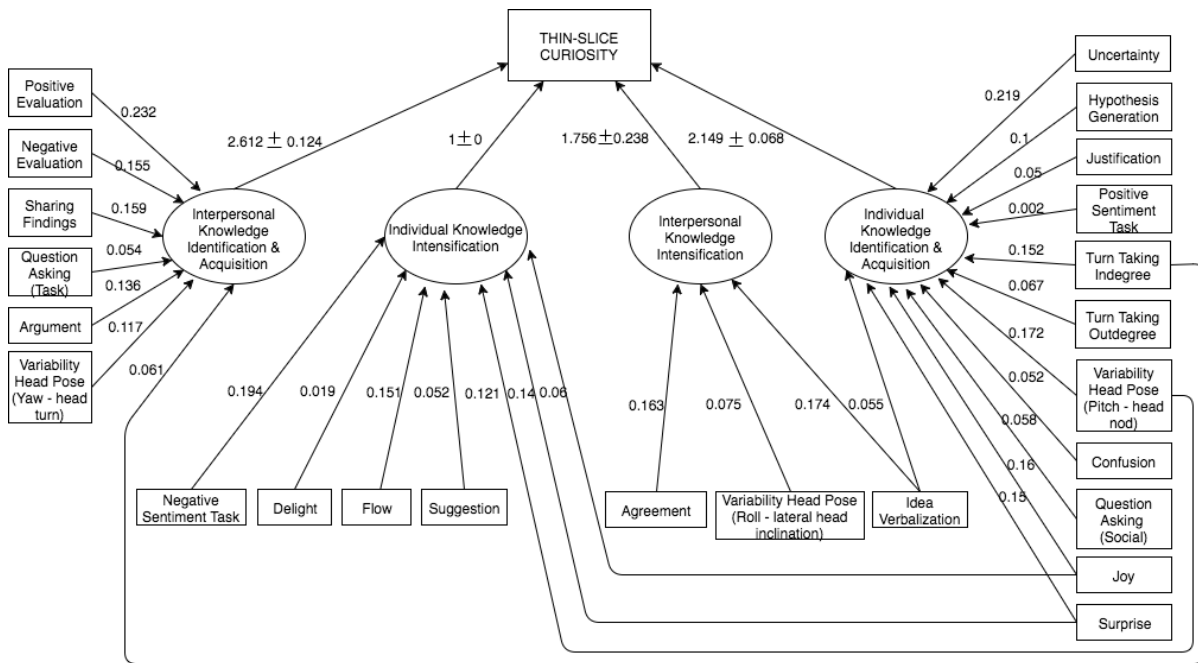 THIN-SLICE
CURIOSITY
Positive
Evaluation
Negative
Evaluation
Sharing
Findings
Question
Asking
(Task)
Argument
Variability
Head Pose
(Yaw - head
turn)
0.232
0.155
0.159
0.054
0.136
0.117
0.061
2.612 ± 0.124
1±0
1.756±0.238
2.149 ± 0.068
Interpersonal
Knowledge
Identification &
Acquisition
Individual Knowledge
Intensification
Interpersonal
Knowledge
Intensification
Individual
Knowledge
Identification &
Acquisition
0.194
0.019
0.151
0.052
0.121
0.14
0.06
0.163
0.075
0.174
0.055
Negative
Sentiment Task
Delight
Flow
Suggestion
Agreement
Variability Head Pose
(Roll - lateral head
inclination)
Idea
Verbalization
0.219
0.1
0.05
0.002
0.152
0.067
0.172
0.052
0.058
0.16
0.15
Uncertainty
Hypothesis
Generation
Justification
Positive
Sentiment
Task
Turn Taking
Indegree
Turn Taking
Outdegree
Variability
Head Pose
(Pitch - head
nod)
Confusion
Question
Asking
(Social)
Joy
Surprise